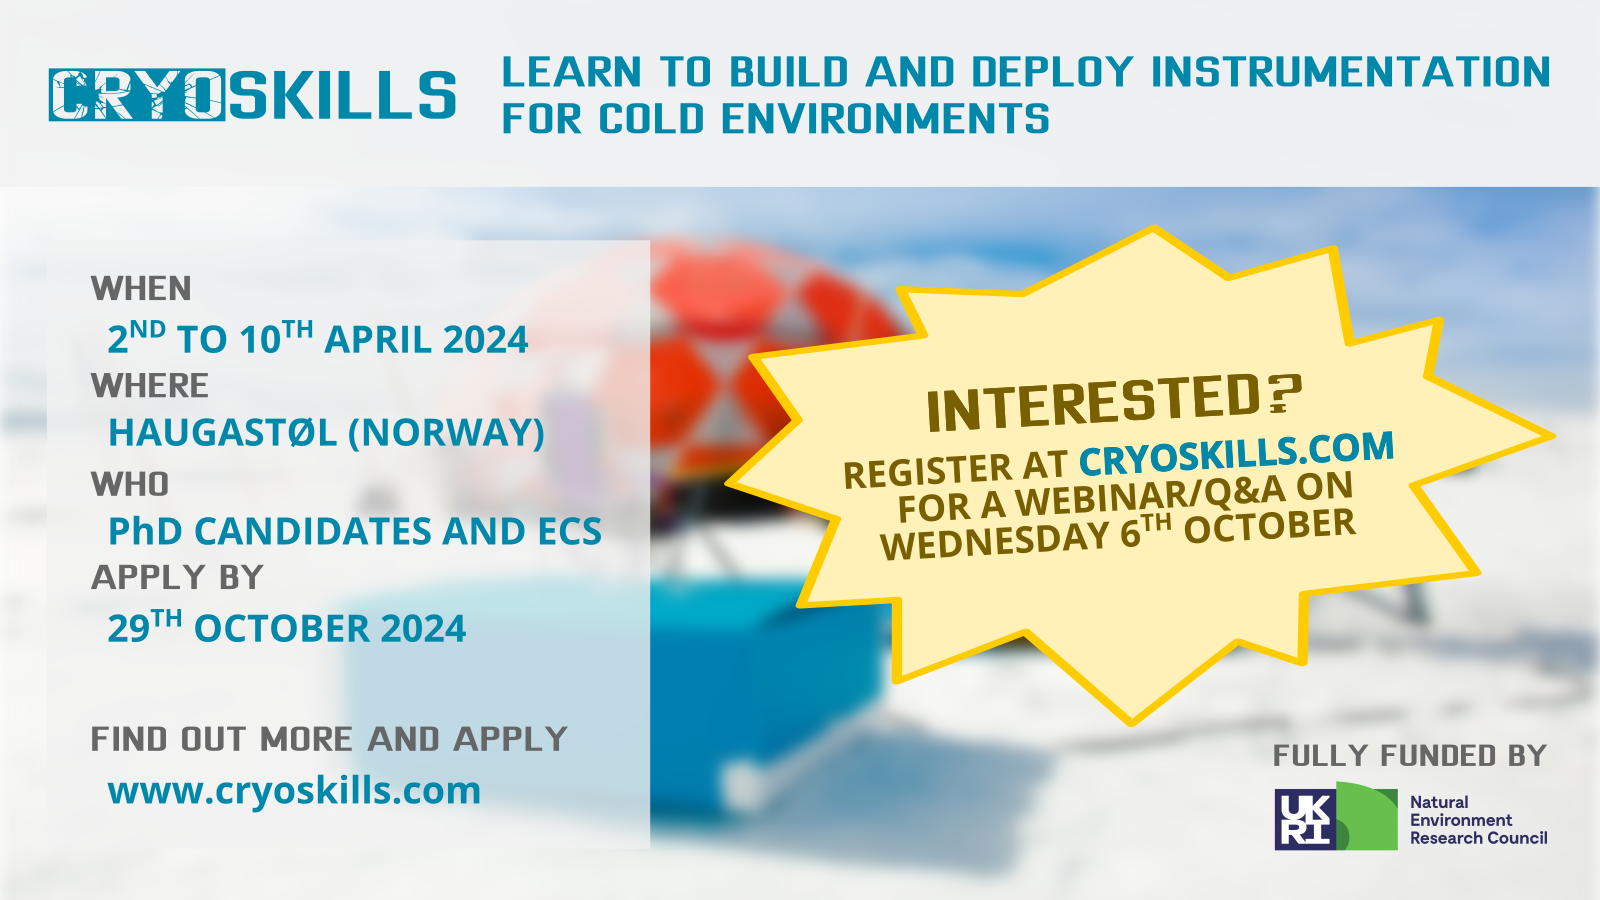 CRYOSKILLS
LEARN TO BUILD AND DEPLOY INSTRUMENTATION
FOR COLD ENVIRONMENTS
WHEN
2ND TO 10TH APRIL 2024
WHERE
HAUGASTØL (NORWAY)
WHO
PhD CANDIDATES AND ECS
APPLY BY
29TH OCTOBER 2024
FIND OUT MORE AND APPLY
www.cryoskills.com
INTERESTED?
REGISTER AT CRYOSKILLS.COM
FOR A WEBINAR/Q&A ON
WEDNESDAY 6TH OCTOBER
FULLY FUNDED BY
UK
RI
Natural
Environment
Research Council